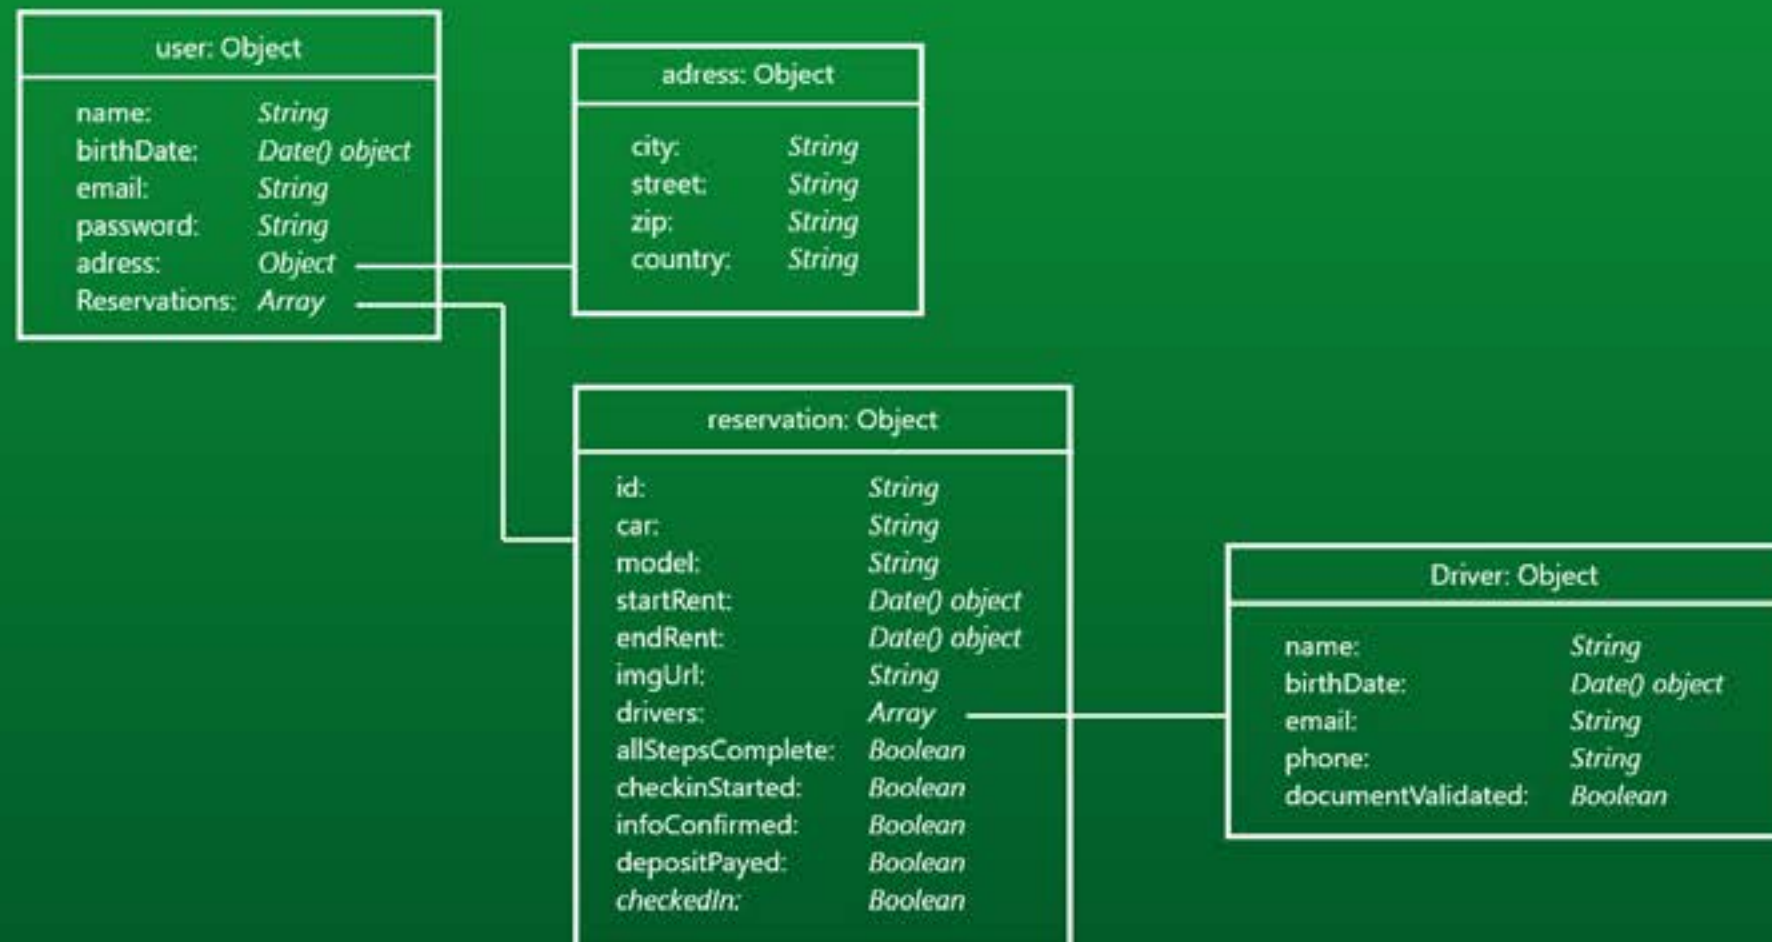 user: Object
name: String
birthDate: Date() object
email: String
password: String
adress: Object
Reservations: Array
adress: Object
city: String
street: String
zip: String
country: String
reservation: Object
id: String
car: String
model: String
startRent: Date() object
endRent: Date() object
imgUrl: String
drivers: Array
allStepsComplete: Boolean
checkinStarted: Boolean
infoConfirmed: Boolean
depositPayed: Boolean
checkedIn: Boolean
Driver: Object
name: String
birthDate: Date() object
email: String
phone: String
documentValidated: Boolean